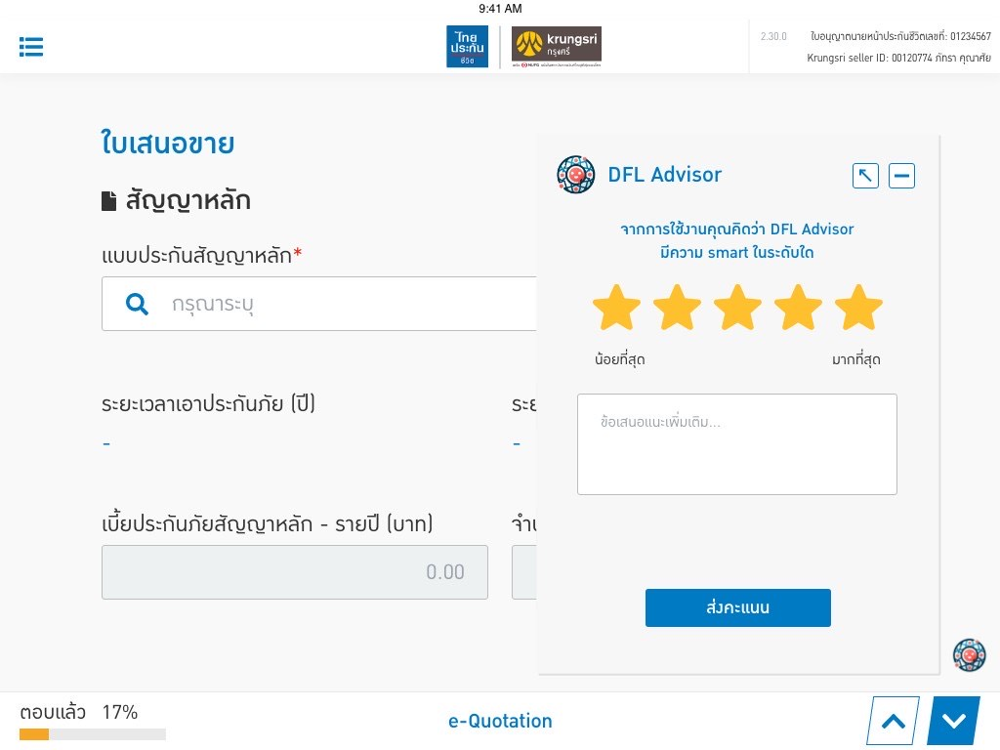 9:41 AM
ไทย
ประกัน
ชีวิต
krungsri
กรุงศรี
2.30.0
ใบอนุญาตนายหน้าประกันชีวิตเลขที่: 01234567
Krungsri seller ID: 00120774 ภัทรา คุณาศัย
ใบเสนอขาย
สัญญาหลัก
แบบประกันสัญญาหลัก*
กรุณาระบุ
ระยะเวลาเอาประกันภัย (ปี)
ระย
-
-
เบี้ยประกันภัยสัญญาหลัก - รายปี (บาท)
จำน
0.00
DFL Advisor
จากการใช้งานคุณคิดว่า DFL Advisor
มีความ smart ในระดับใด
น้อยที่สุด
มากที่สุด
ข้อเสนอแนะเพิ่มเติม...
ส่งคะแนน
ตอบแล้ว 17%
e-Quotation